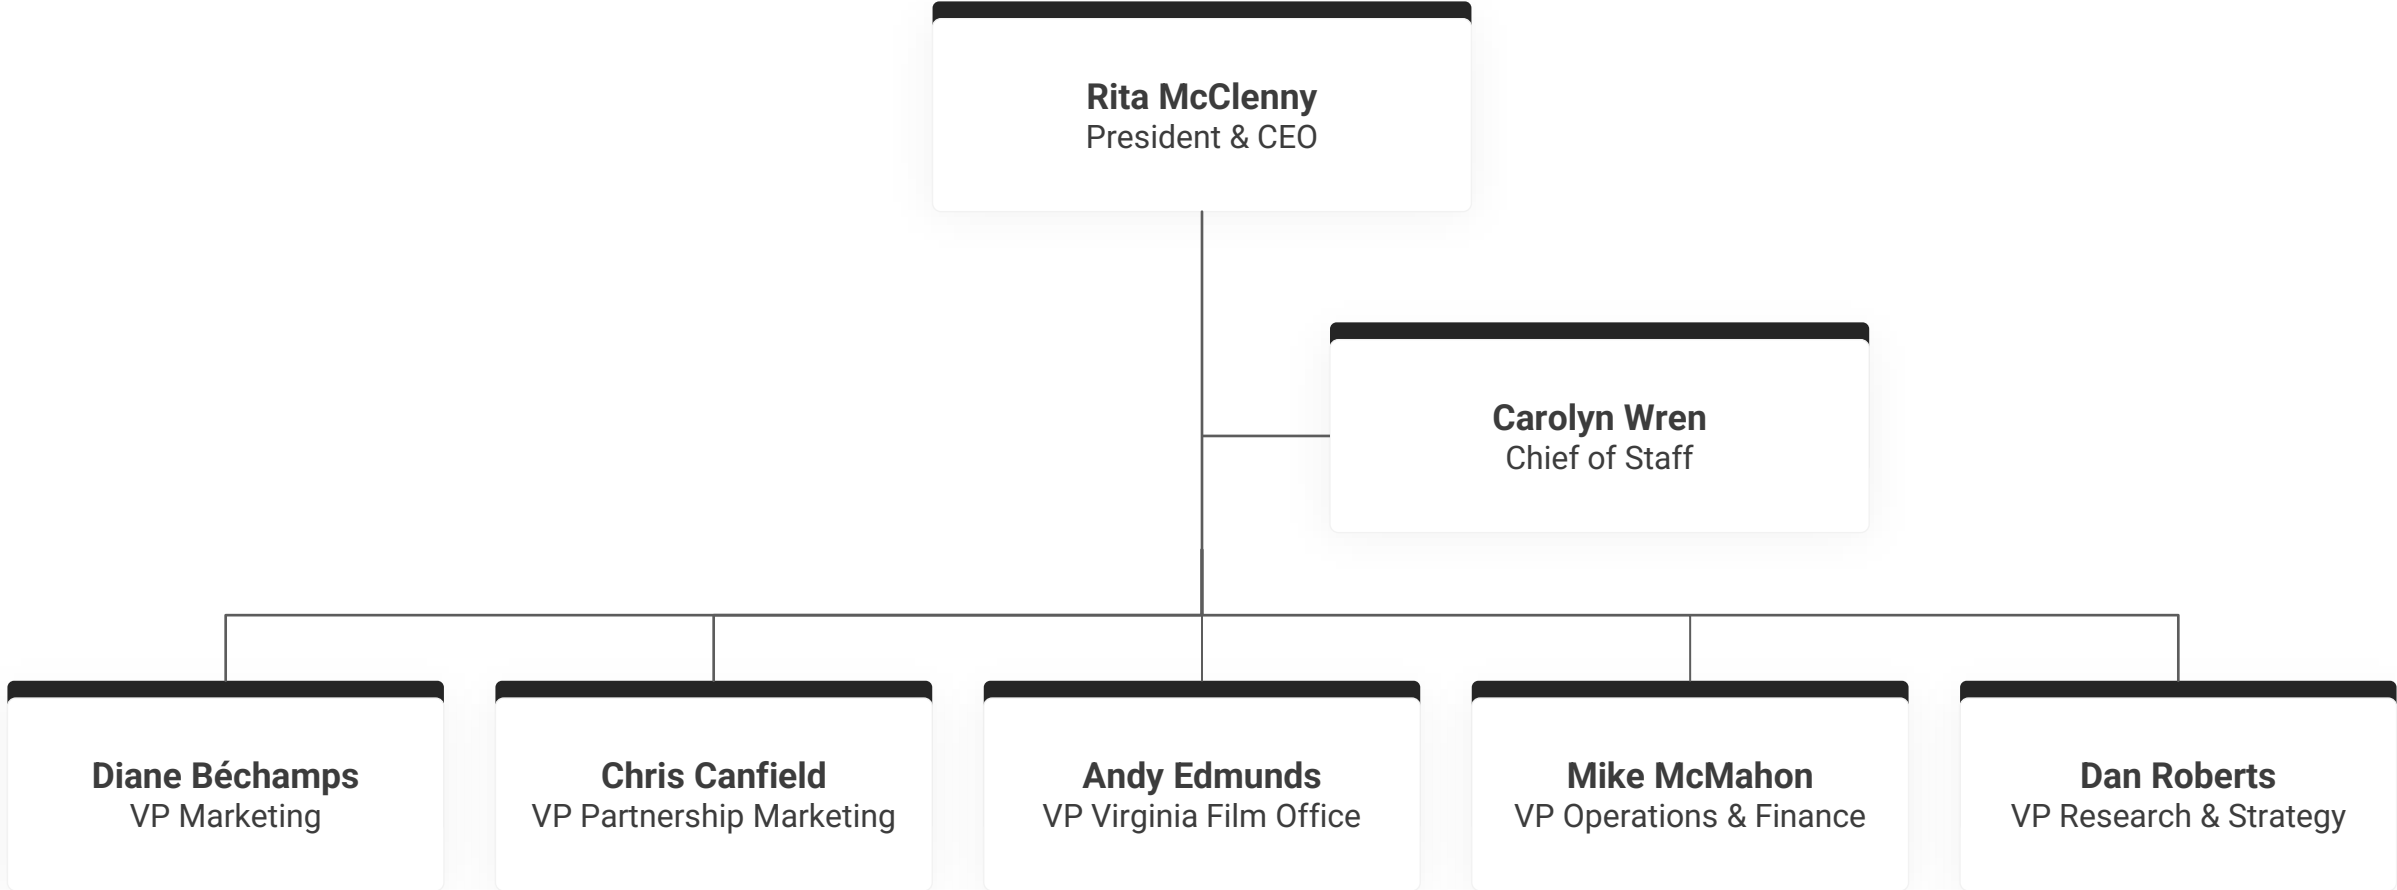 Rita McClenny
President & CEO
Carolyn Wren
Chief of Staff
Diane Béchamps
VP Marketing
Chris Canfield
VP Partnership Marketing
Andy Edmunds
VP Virginia Film Office
Mike McMahon
VP Operations & Finance
Dan Roberts
VP Research & Strategy